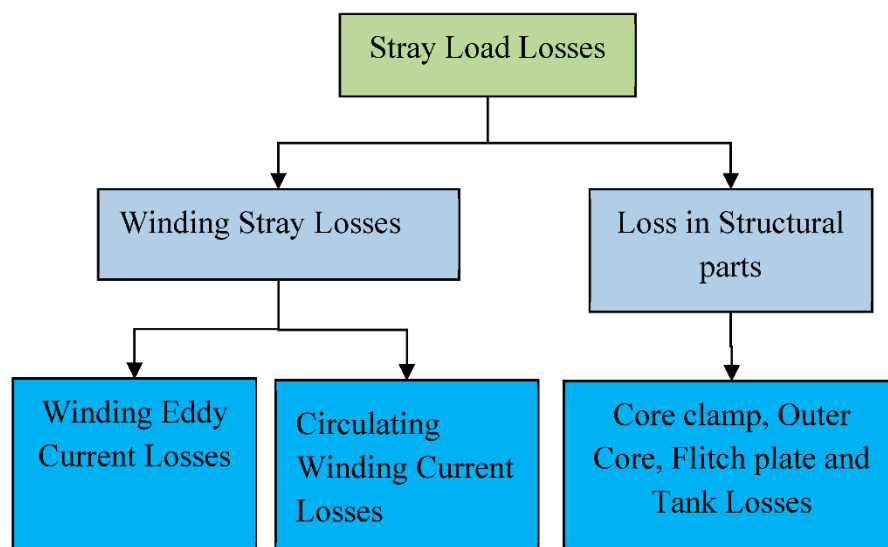 Stray Load Losses
Winding Stray Losses
Loss in Structural
parts
Winding Eddy
Current Losses
Circulating
Winding Current
Losses
Core clamp, Outer
Core, Flitch plate and
Tank Losses